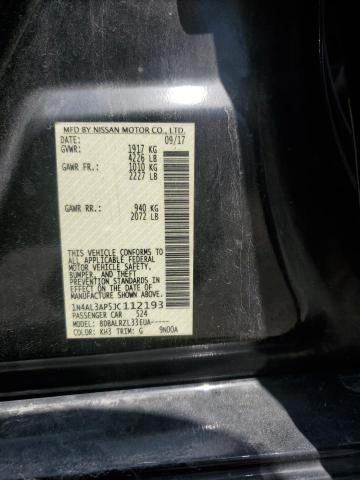 MFD BY NISSAN MOTOR CO., LTD.
DATE: 09/17
GVWR: 1917 KG
4226 LB
GAWR FR.: 1010 KG
2227 LB
GAWR RR.: 940 KG
2072 LB
THIS VEHICLE CONFORMS TO ALL
APPLICABLE FEDERAL MOTOR
VEHICLE SAFETY, BUMPER,
AND THEFT PREVENTION STANDARDS
IN EFFECT ON THE DATE OF
MANUFACTURE SHOWN ABOVE.
1N4AL3AP5JC112193
PASSENGER CAR 524
MODEL: BDBALRZL33EUA-----
COLOR: KH3 TRIM: G 9N00A